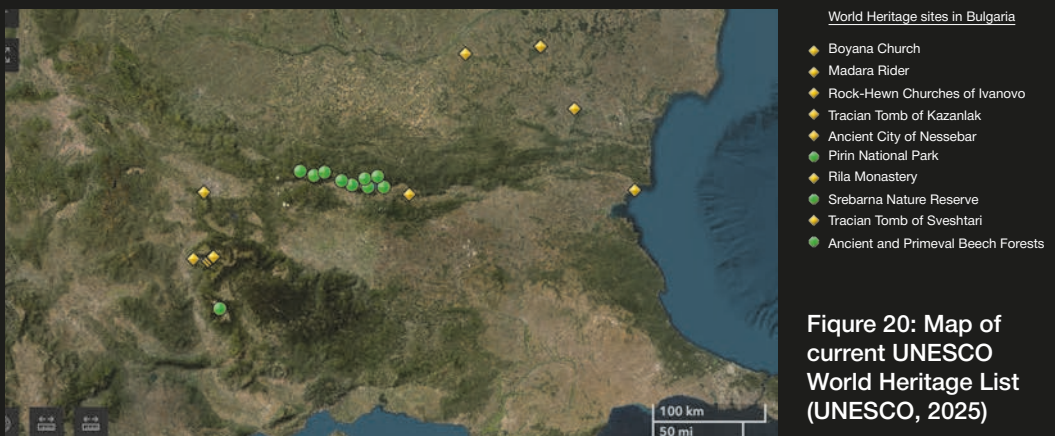 World Heritage sites in Bulgaria
Boyana Church
Madara Rider
Rock-Hewn Churches of Ivanovo
Tracian Tomb of Kazanlak
Ancient City of Nessebar
Pirin National Park
Rila Monastery
Srebarna Nature Reserve
Tracian Tomb of Sveshtari
Ancient and Primeval Beech Forests
Fiqure 20: Map of
current UNESCO
World Heritage List
(UNESCO, 2025)
100 km
50 mi